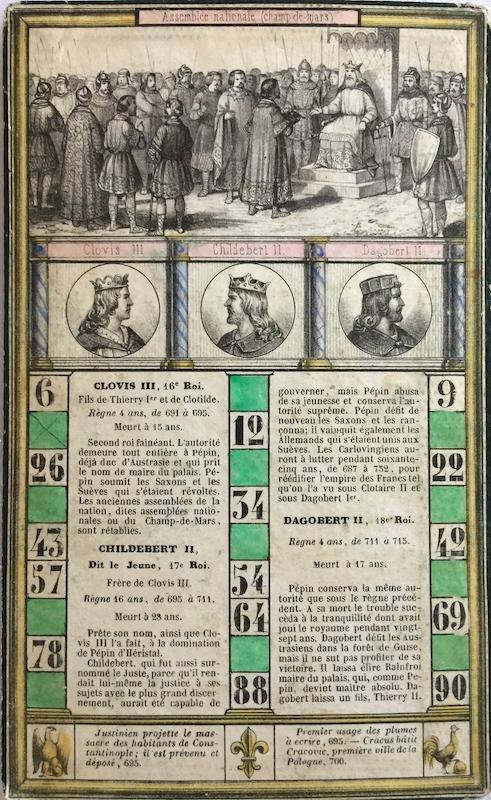 Assemblée nationale (champ-de-mars)
Clovis III
Childebert II
Dagobert II
6
26
43
57
78
CLOVIS III, 16e Roi.
Fils de Thierry Ier et de Clotilde.
Règne 4 ans, de 691 à 695.
Meurt à 15 ans.
Second roi fainéant. L'autorité
demeure tout entière à Pépin,
déjà duc d'Austrasie et qui prit
le nom de maire du palais. Pé-
pin soumit les Saxons et les
Suèves qui s'étaient révoltés.
Les anciennes assemblées de la
nation, dites assemblées natio-
nales ou du Champ-de-Mars,
sont rétablies.
CHILDEBERT II,
Dit le Jeune, 17e Roi.
Frère de Clovis III.
Règne 16 ans, de 695 à 711.
Meurt à 28 ans.
Prête son nom, ainsi que Clo-
vis III l'a fait, à la domination
de Pépin d'Héristal.
Childebert, qui fut aussi sur-
nommé le Juste, parce qu'il ren-
dait lui-même la justice à ses
sujets avec le plus grand discer-
nement, aurait été capable de
12
34
54
64
88
gouverner, mais Pépin abusa
de sa jeunesse et conserva l'au-
torité suprême. Pépin défit de
nouveau les Saxons et les ran-
çonna; il vainquit également les
Allemands qui s'étaient unis aux
Suèves. Les Carlovingiens au-
ront à lutter pendant soixante-
cinq ans, de 687 à 752, pour
réédifier l'empire des Francs tel
qu'on l'a vu sous Clotaire II et
sous Dagobert Ier.
DAGOBERT II, 18e Roi.
Règne 4 ans, de 711 à 715.
Meurt à 17 ans.
Pépin conserva la même au-
torité que sous le règne précé-
dent. A sa mort le trouble suc-
cèda à la tranquillité dont avait
joui le royaume pendant vingt-
sept ans. Dagobert défit les Aus-
trasiens dans la forêt de Guise,
mais il ne sut pas profiter de sa
victoire. Il laissa élire Rainfroi
maire du palais, qui, comme Pe-
pin, devint maître absolu. Da-
gobert laissa un fils, Thierry II.
9
22
42
69
90
Justinien projette le mas-
sacre des habitants de Cons-
tantinople; il est prévenu et
déposé, 695.
Premier usage des plumes
à écrire, 695. — Cracus bâtit
Cracovie, première ville de la
Pologne, 700.